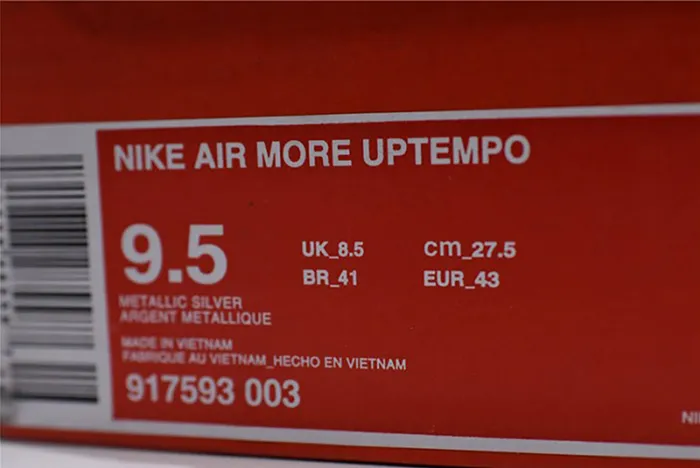 NIKE AIR MORE UPTEMPO
9.5
UK_8.5 cm_27.5
BR_41 EUR_43
METALLIC SILVER
ARGENT METALLIQUE
MADE IN VIETNAM
FABRIQUE AU VIETNAM_HECHO EN VIETNAM
917593 003